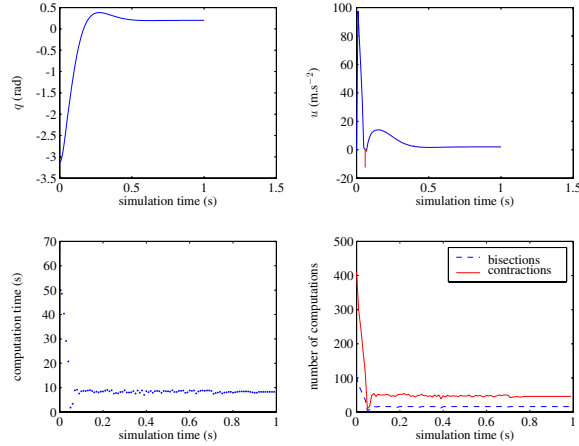 0.5
0
-0.5
-1
-1.5
-2
-2.5
-3
-3.5
q (rad)
0 0.5 1 1.5
simulation time (s)
100
80
60
40
20
0
-20
u (m.s−2)
0 0.5 1 1.5
simulation time (s)
70
60
50
40
30
20
10
0
computation time (s)
0 0.2 0.4 0.6 0.8 1
simulation time (s)
500
400
300
200
100
0
number of computations
bisections
contractions
0 0.2 0.4 0.6 0.8 1
simulation time (s)